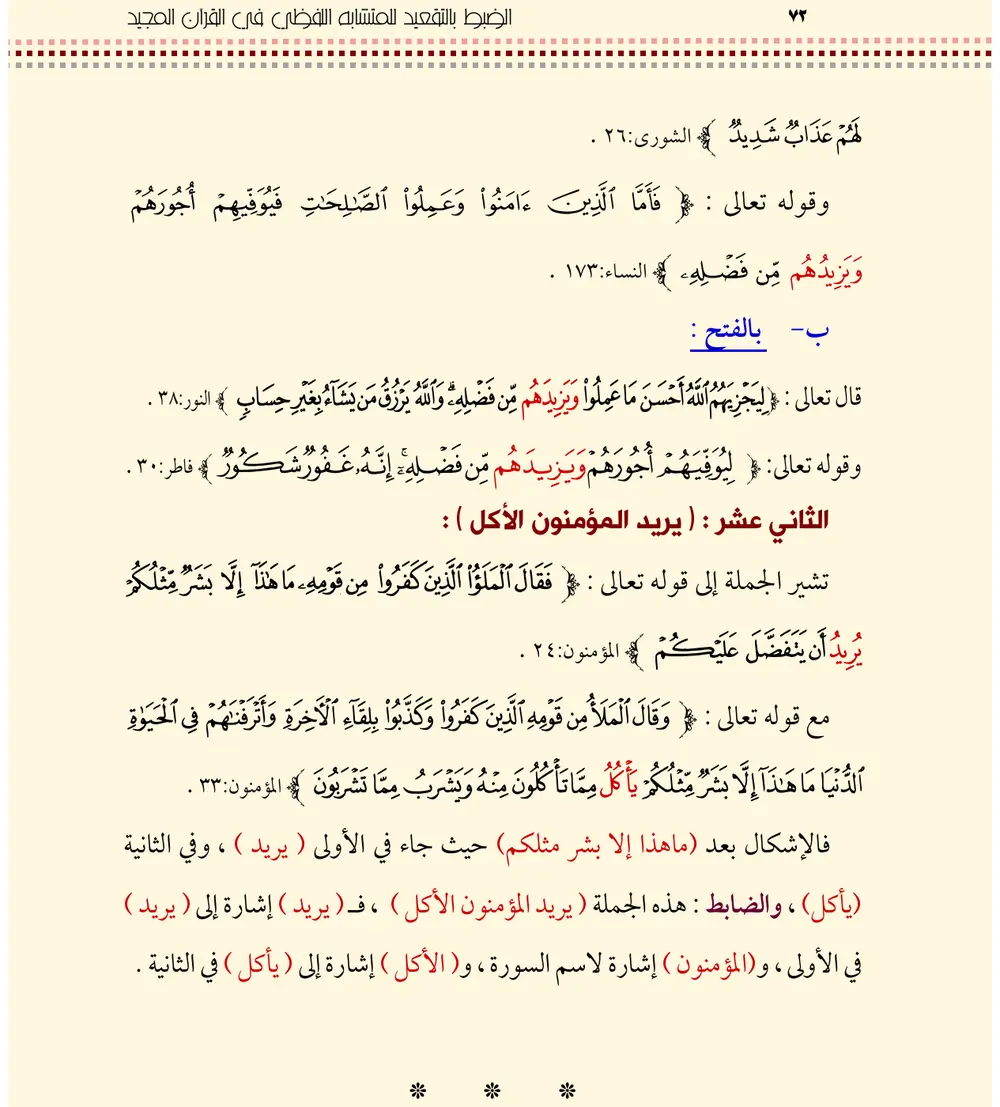 ٧٢ الضبط بالتقعيد للمتشابه اللفظي في القرآن المجيد
لَهُمْ عَذَابٌ شَدِيدٌ ﴾ الشورى:٢٦ .
وقوله تعالى : ﴿ فَأَمَّا ٱلَّذِينَ ءَامَنُوا۟ وَعَمِلُوا۟ ٱلصَّـٰلِحَـٰتِ فَيُوَفِّيهِمْ أُجُورَهُمْ
وَيَزِيدُهُم مِّن فَضْلِهِۦ ﴾ النساء:١٧٣ .
ب- بالفتح :
قال تعالى : ﴿ لِيَجْزِيَهُمُ ٱللَّهُ أَحْسَنَ مَا عَمِلُوا۟ وَيَزِيدَهُم مِّن فَضْلِهِۦ ۗ وَٱللَّهُ يَرْزُقُ مَن يَشَآءُ بِغَيْرِ حِسَابٍ ﴾ النور:٣٨ .
وقوله تعالى: ﴿ لِيُوَفِّيَهُمْ أُجُورَهُمْ وَيَزِيدَهُم مِّن فَضْلِهِۦٓ ۚ إِنَّهُۥ غَفُورٌ شَكُورٌ ﴾ فاطر:٣٠ .
الثاني عشر : ( يريد المؤمنون الأكل ) :
تشير الجملة إلى قوله تعالى : ﴿ فَقَالَ ٱلْمَلَؤُا۟ ٱلَّذِينَ كَفَرُوا۟ مِن قَوْمِهِۦ مَا هَـٰذَآ إِلَّا بَشَرٌ مِّثْلُكُمْ
يُرِيدُ أَن يَتَفَضَّلَ عَلَيْكُمْ ﴾ المؤمنون:٢٤ .
مع قوله تعالى : ﴿ وَقَالَ ٱلْمَلَأُ مِن قَوْمِهِ ٱلَّذِينَ كَفَرُوا۟ وَكَذَّبُوا۟ بِلِقَآءِ ٱلْـَٔاخِرَةِ وَأَتْرَفْنَـٰهُمْ فِى ٱلْحَيَوٰةِ
ٱلدُّنْيَا مَا هَـٰذَآ إِلَّا بَشَرٌ مِّثْلُكُمْ يَأْكُلُ مِمَّا تَأْكُلُونَ مِنْهُ وَيَشْرَبُ مِمَّا تَشْرَبُونَ ﴾ المؤمنون:٣٣ .
فالإشكال بعد (ماهذا إلا بشر مثلكم) حيث جاء في الأولى ( يريد ) ، وفي الثانية
(يأكل) ، والضابط : هذه الجملة ( يريد المؤمنون الأكل ) ، فـ ( يريد ) إشارة إلى ( يريد )
في الأولى ، و(المؤمنون ) إشارة لاسم السورة ، و( الأكل ) إشارة إلى ( يأكل ) في الثانية .
❊ ❊ ❊